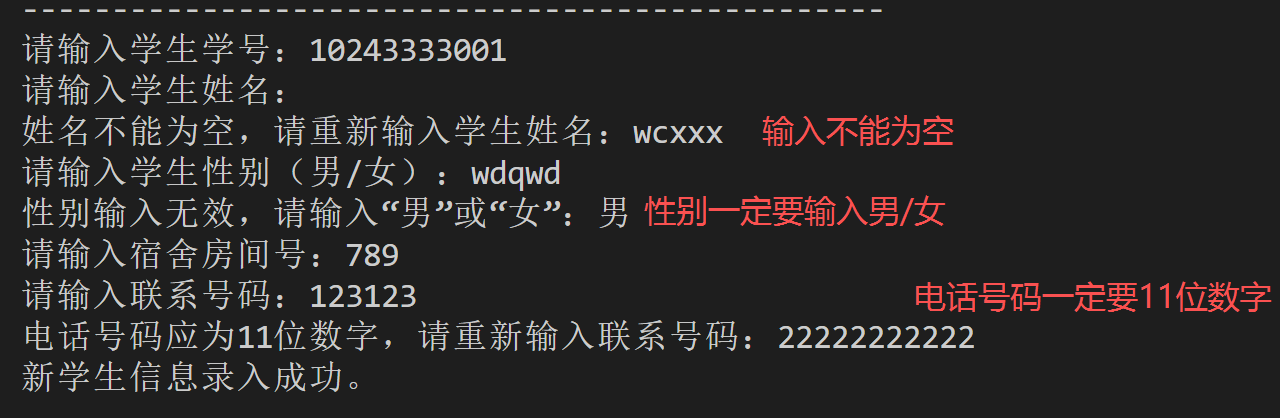 ------------------------------------------------
请输入学生学号：10243333001
请输入学生姓名：
姓名不能为空，请重新输入学生姓名：wcxxx 输入不能为空
请输入学生性别（男/女）：wdqwd
性别输入无效，请输入“男”或“女”：男 性别一定要输入男/女
请输入宿舍房间号：789
请输入联系号码：123123 电话号码一定要11位数字
电话号码应为11位数字，请重新输入联系号码：22222222222
新学生信息录入成功。